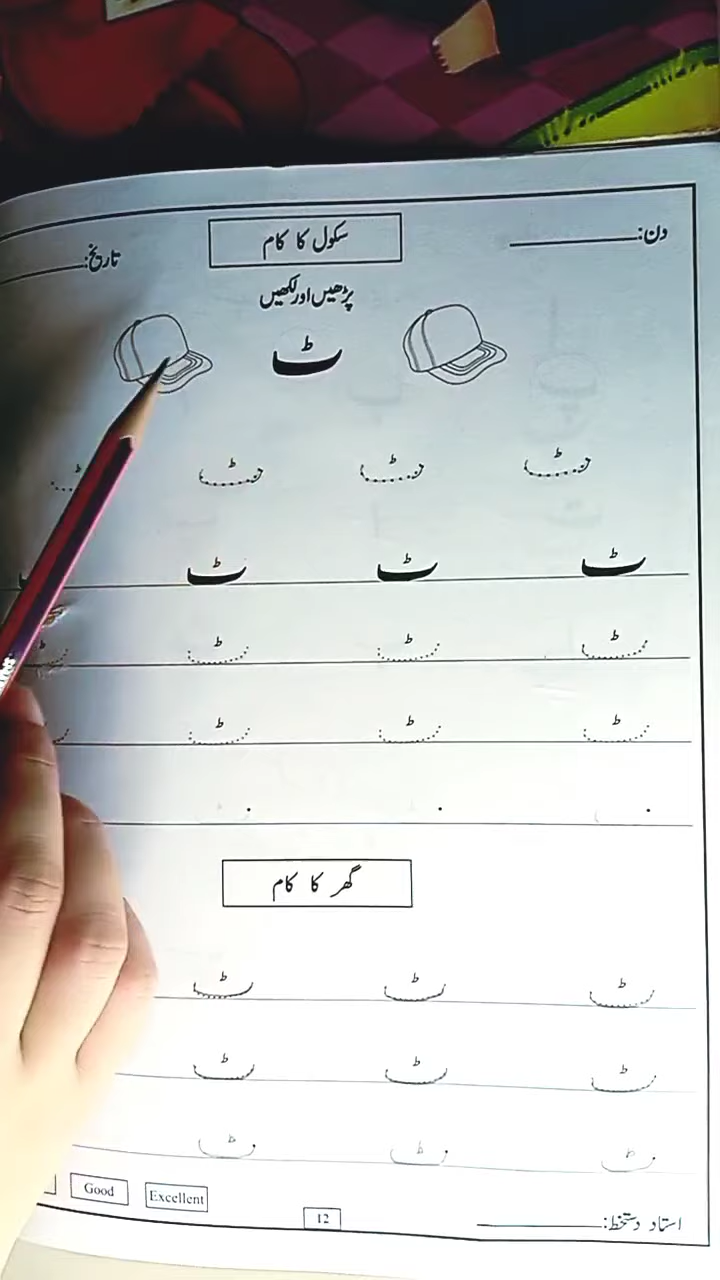 دن: تاریخ:
سکول کا کام
پڑھیں اور لکھیں
ٹ
ٹ ٹ ٹ ٹ
ٹ ٹ ٹ
ٹ ٹ ٹ ٹ
ٹ ٹ ٹ ٹ
گھر کا کام
ٹ ٹ ٹ
ٹ ٹ ٹ
ٹ ٹ ٹ
Good Excellent
12
استاد دستخط: